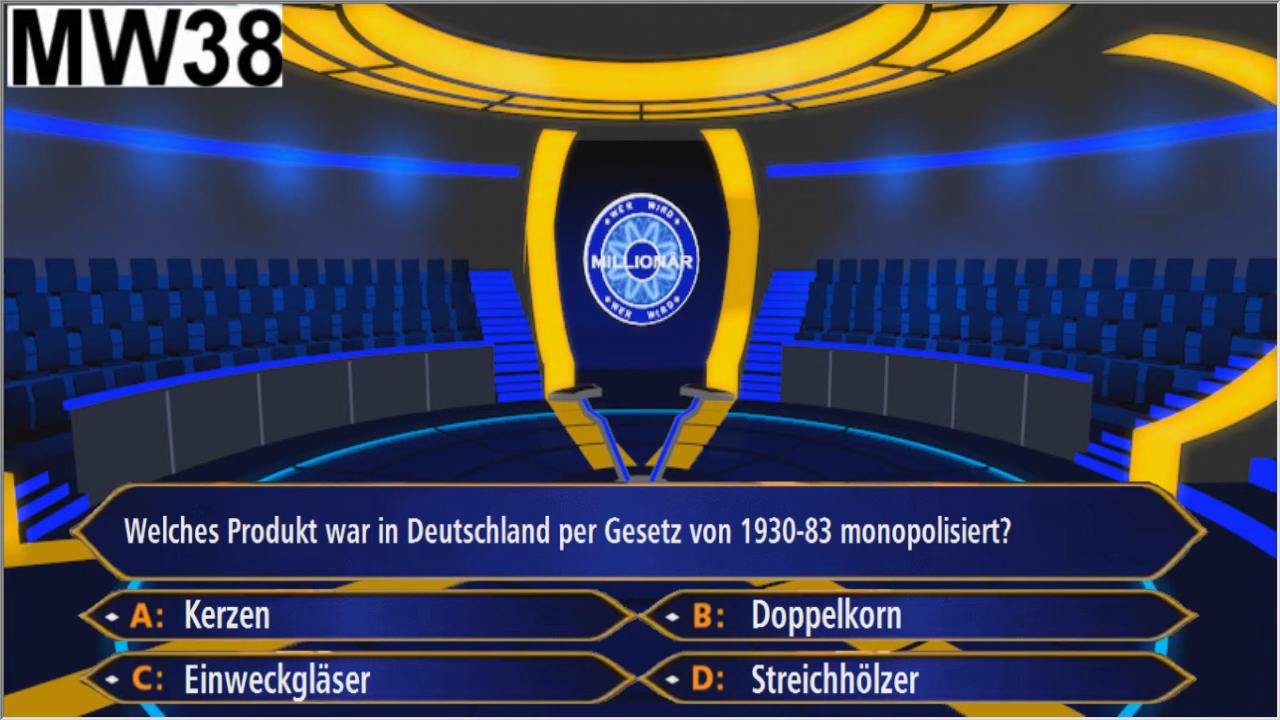 MW38
WER WIRD
MILLIONÄR
WER WIRD
Welches Produkt war in Deutschland per Gesetz von 1930-83 monopolisiert?
A: Kerzen
B: Doppelkorn
C: Einweckgläser
D: Streichhölzer